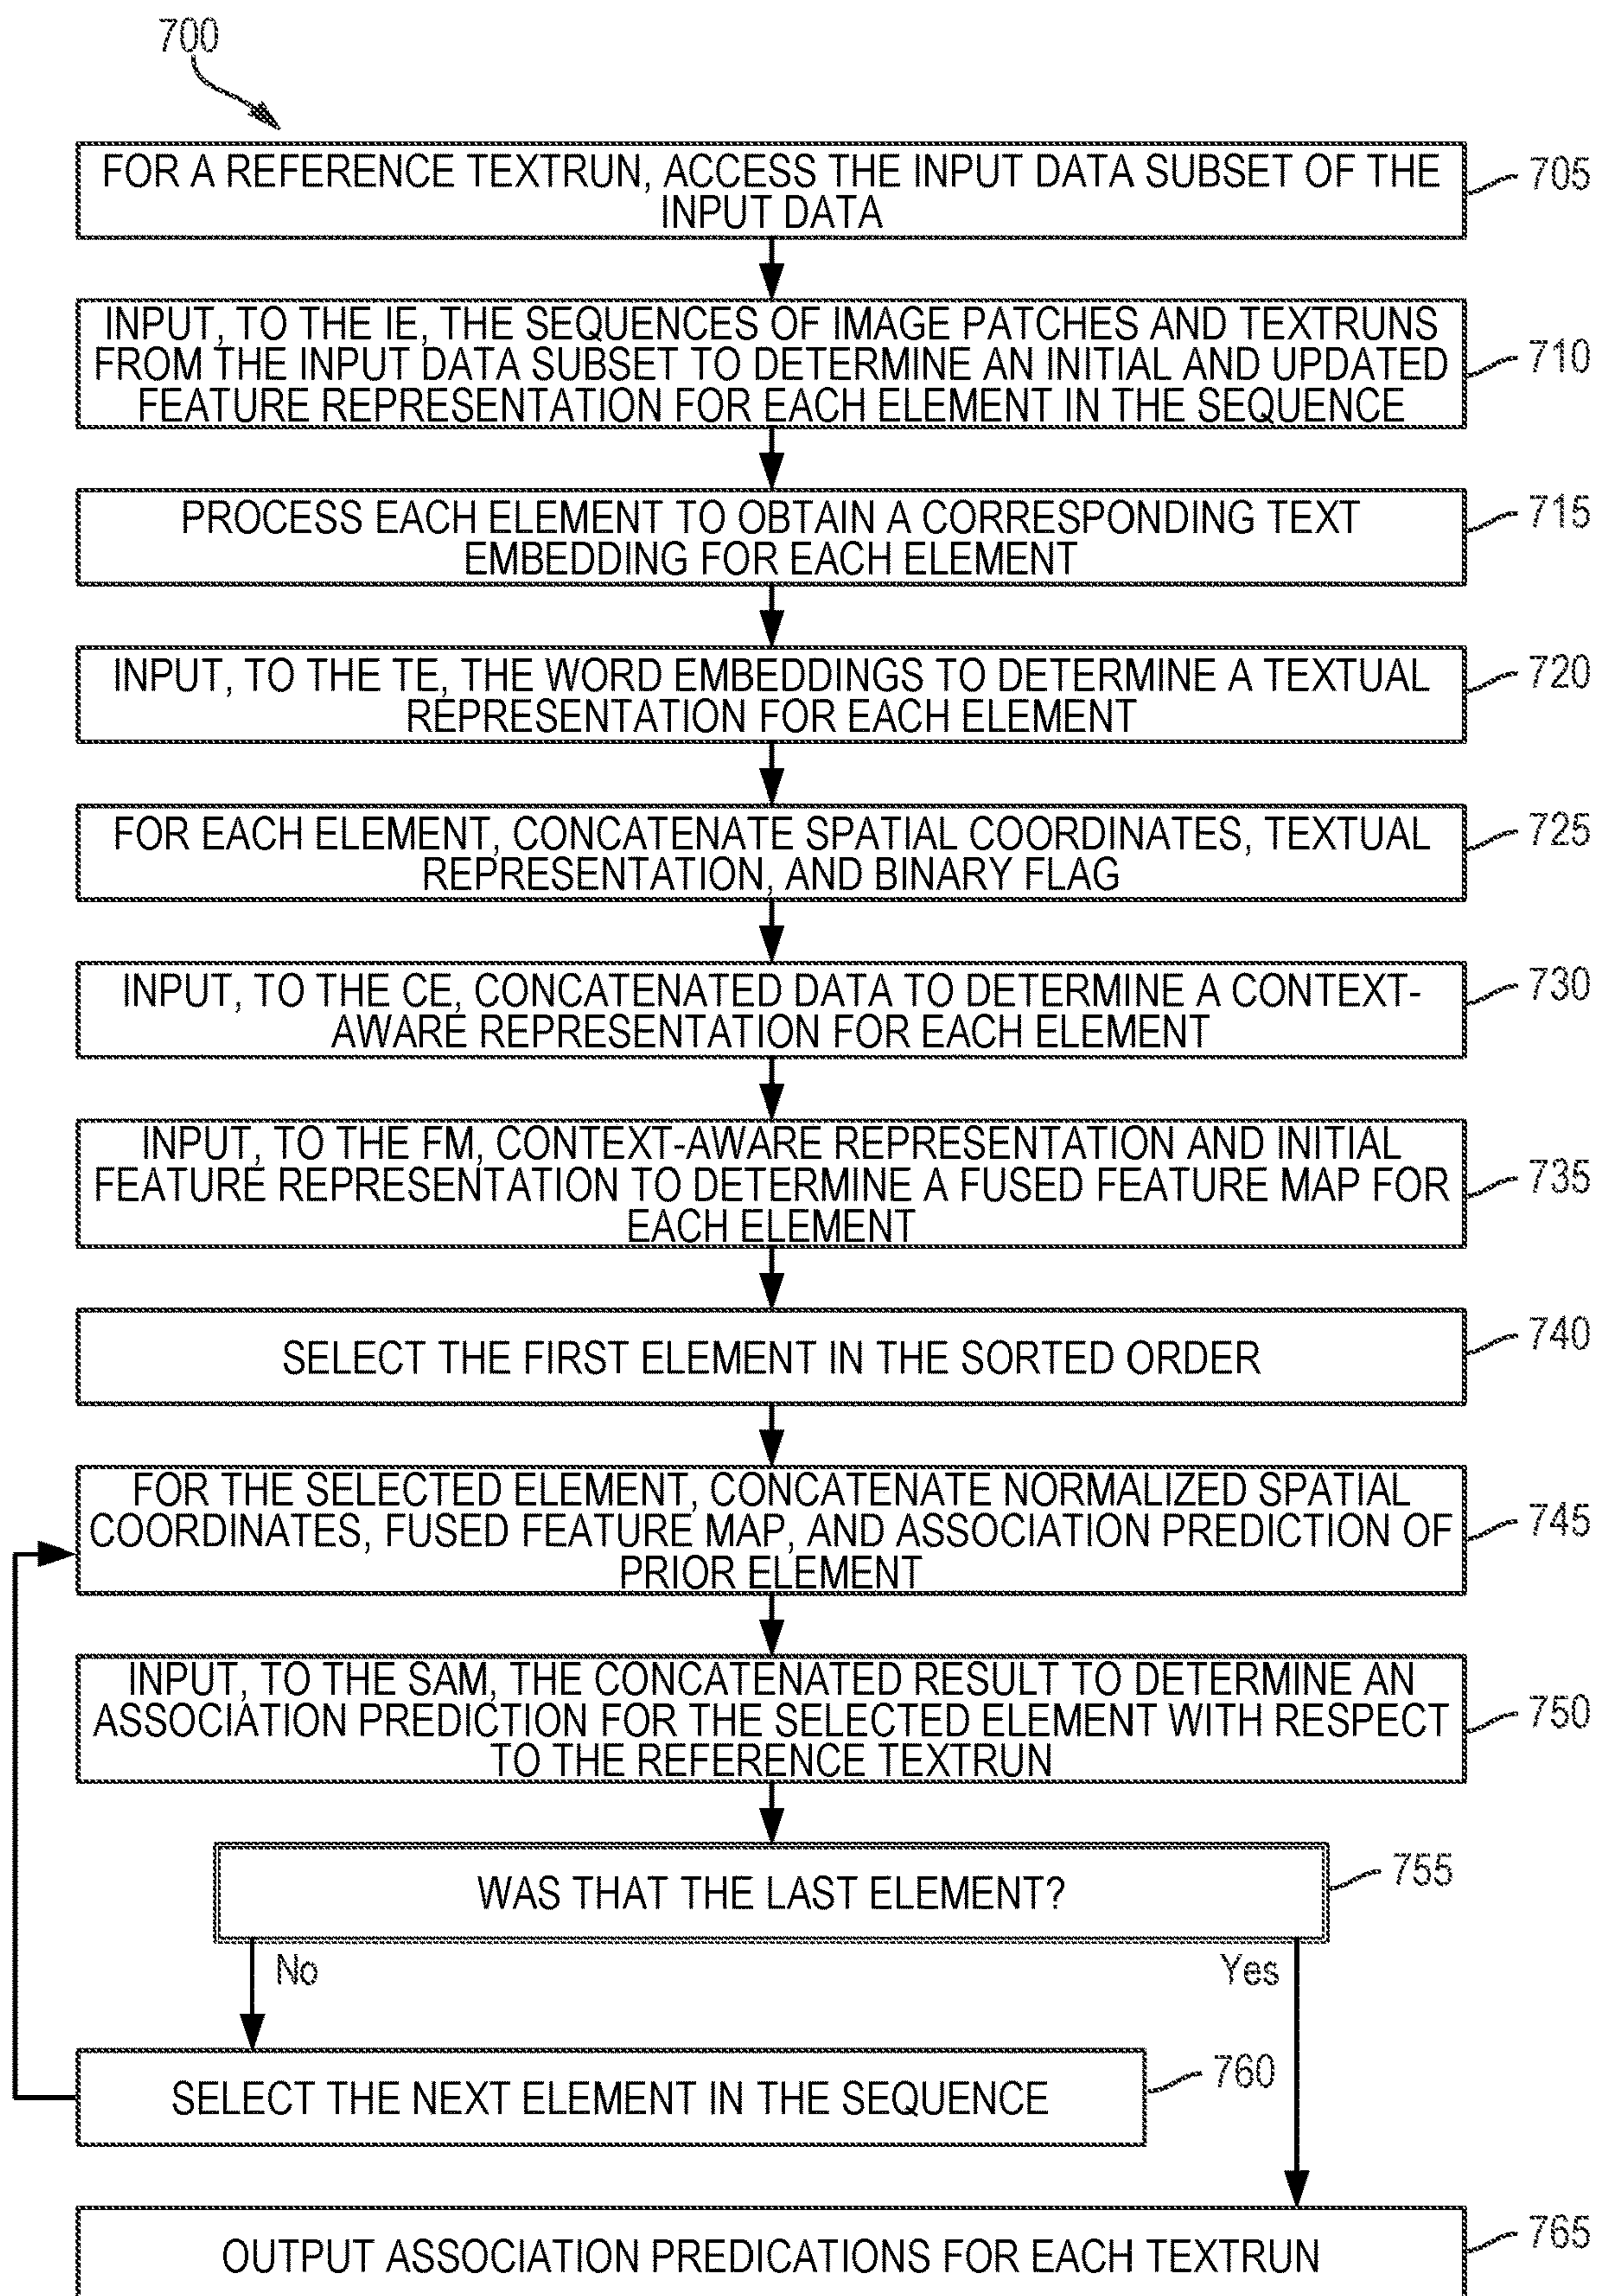 700
FOR A REFERENCE TEXTRUN, ACCESS THE INPUT DATA SUBSET OF THE
INPUT DATA
705
INPUT, TO THE IE, THE SEQUENCES OF IMAGE PATCHES AND TEXTRUNS
FROM THE INPUT DATA SUBSET TO DETERMINE AN INITIAL AND UPDATED
FEATURE REPRESENTATION FOR EACH ELEMENT IN THE SEQUENCE
710
PROCESS EACH ELEMENT TO OBTAIN A CORRESPONDING TEXT
EMBEDDING FOR EACH ELEMENT
715
INPUT, TO THE TE, THE WORD EMBEDDINGS TO DETERMINE A TEXTUAL
REPRESENTATION FOR EACH ELEMENT
720
FOR EACH ELEMENT, CONCATENATE SPATIAL COORDINATES, TEXTUAL
REPRESENTATION, AND BINARY FLAG
725
INPUT, TO THE CE, CONCATENATED DATA TO DETERMINE A CONTEXT-
AWARE REPRESENTATION FOR EACH ELEMENT
730
INPUT, TO THE FM, CONTEXT-AWARE REPRESENTATION AND INITIAL
FEATURE REPRESENTATION TO DETERMINE A FUSED FEATURE MAP FOR
EACH ELEMENT
735
SELECT THE FIRST ELEMENT IN THE SORTED ORDER
740
FOR THE SELECTED ELEMENT, CONCATENATE NORMALIZED SPATIAL
COORDINATES, FUSED FEATURE MAP, AND ASSOCIATION PREDICTION OF
PRIOR ELEMENT
745
INPUT, TO THE SAM, THE CONCATENATED RESULT TO DETERMINE AN
ASSOCIATION PREDICTION FOR THE SELECTED ELEMENT WITH RESPECT
TO THE REFERENCE TEXTRUN
750
WAS THAT THE LAST ELEMENT?
755
No
Yes
SELECT THE NEXT ELEMENT IN THE SEQUENCE
760
OUTPUT ASSOCIATION PREDICATIONS FOR EACH TEXTRUN
765